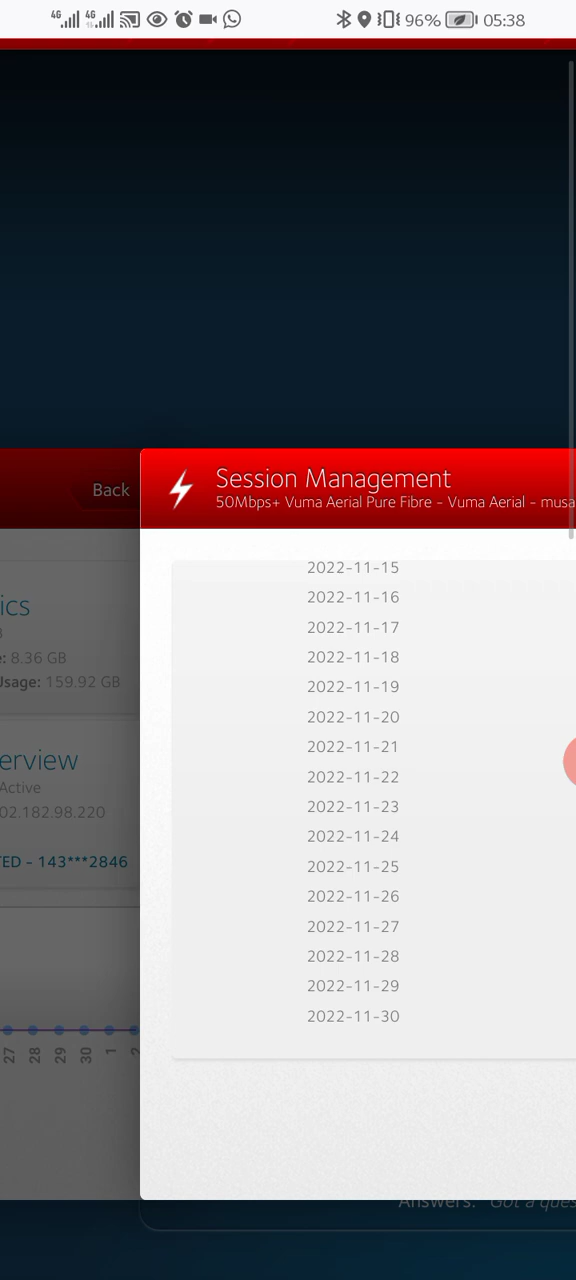 4G 4G 96% 05:38
Back
Session Management
50Mbps+ Vuma Aerial Pure Fibre - Vuma Aerial - musa
ics
e: 8.36 GB
Usage: 159.92 GB
erview
Active
02.182.98.220
TED - 143***2846
27 28 29 30 1 2
2022-11-15
2022-11-16
2022-11-17
2022-11-18
2022-11-19
2022-11-20
2022-11-21
2022-11-22
2022-11-23
2022-11-24
2022-11-25
2022-11-26
2022-11-27
2022-11-28
2022-11-29
2022-11-30
Answers: Got a ques